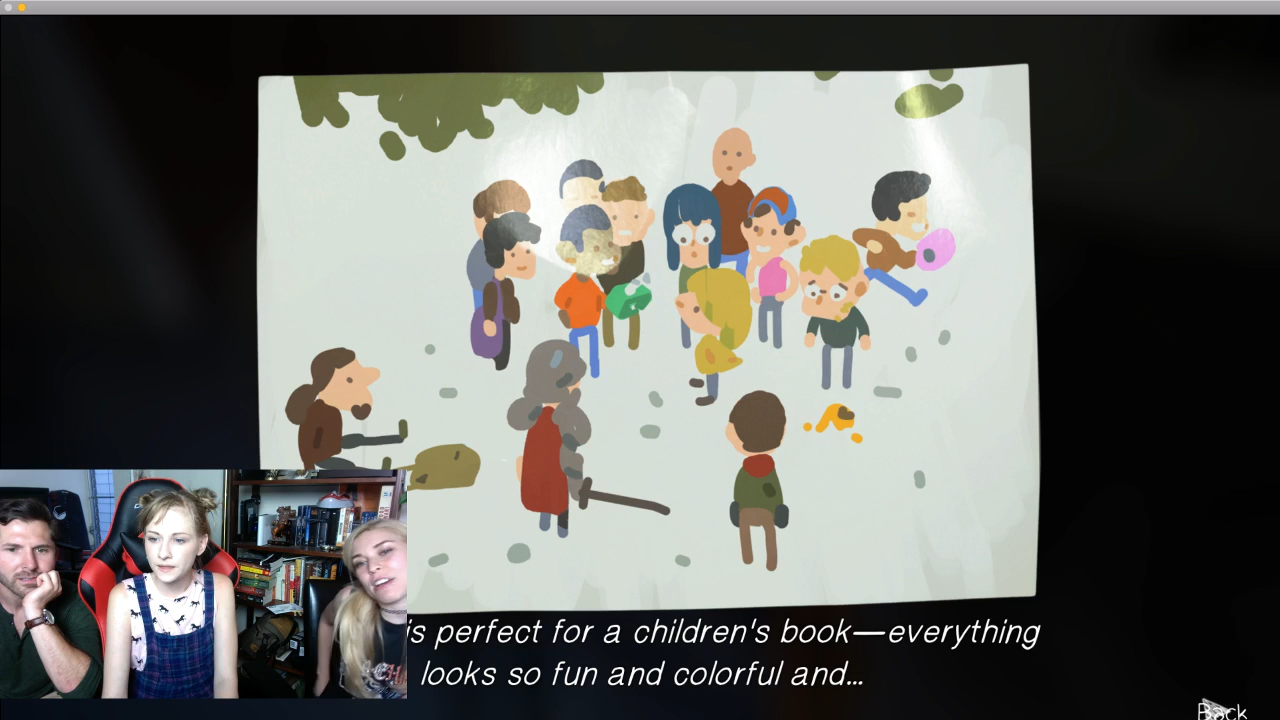 is perfect for a children's book—everything
looks so fun and colorful and...
Back